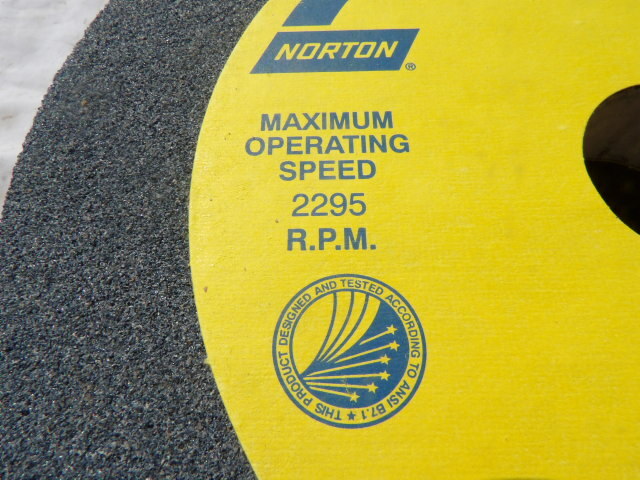 NORTON®
MAXIMUM
OPERATING
SPEED
2295
R.P.M.
THIS PRODUCT DESIGNED AND TESTED ACCORDING TO ANSI B7.1 ★